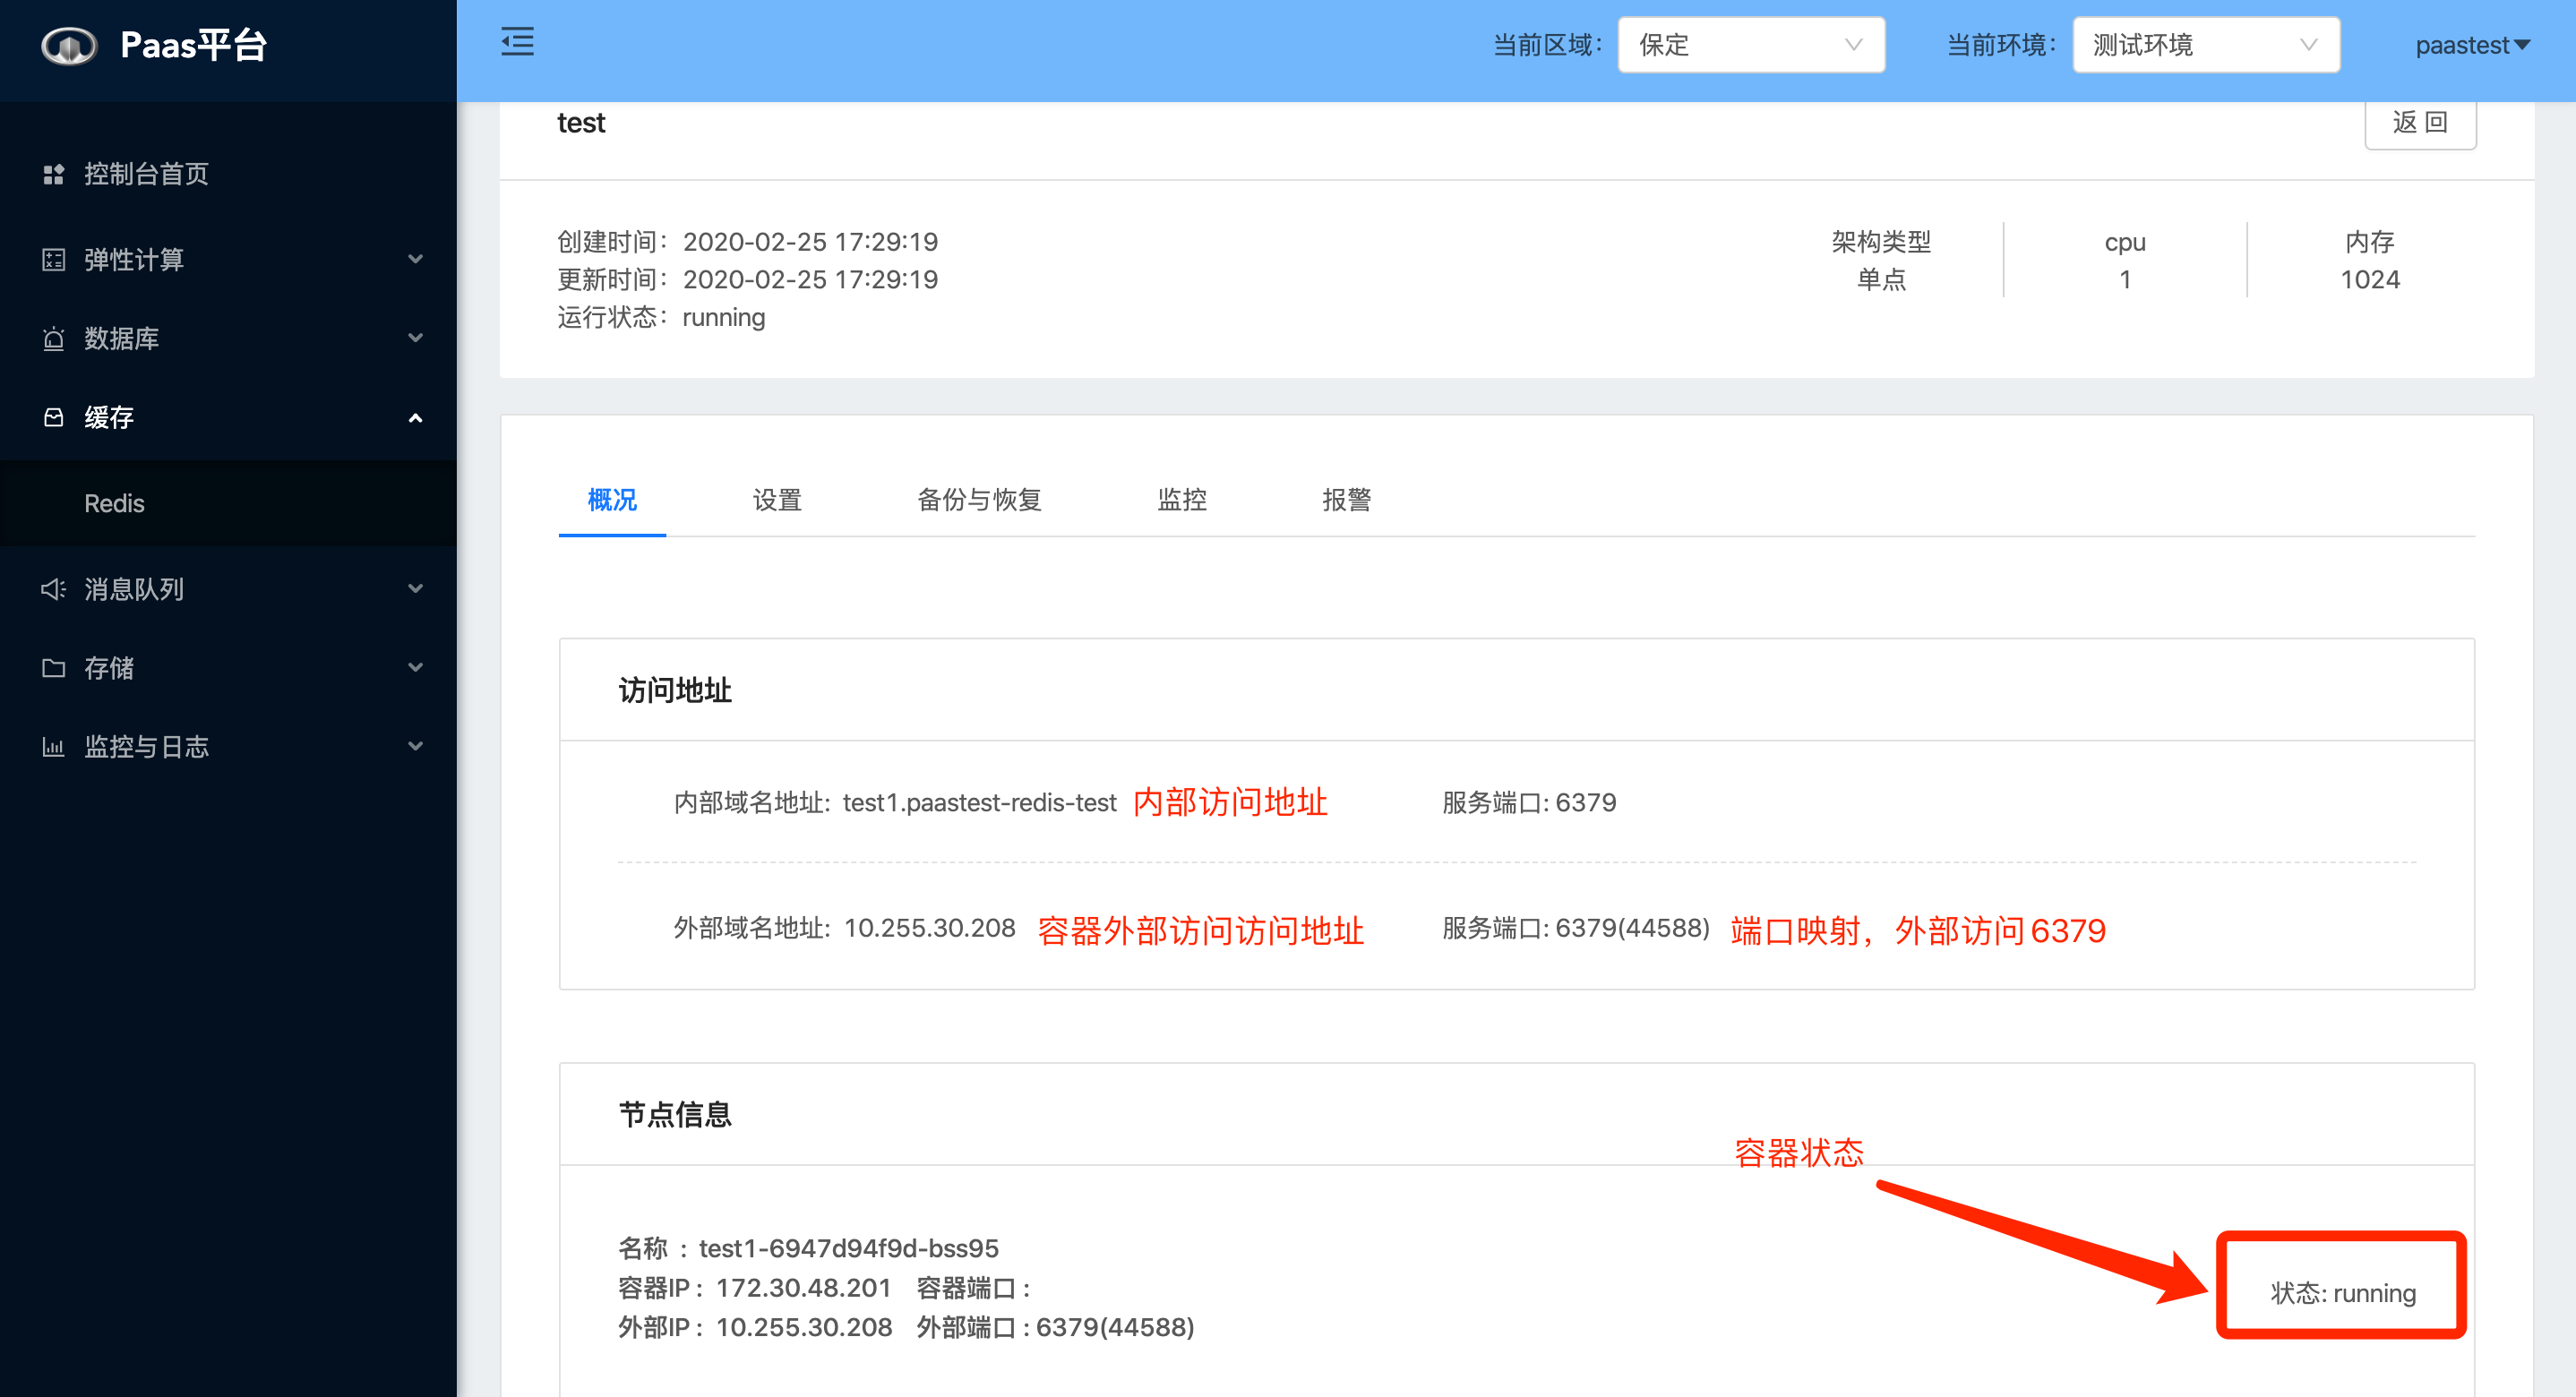 Paas平台
当前区域：
保定
当前环境：
测试环境
paastest
控制台首页
弹性计算
数据库
缓存
Redis
消息队列
存储
监控与日志
test
返 回
创建时间：2020-02-25 17:29:19
更新时间：2020-02-25 17:29:19
运行状态：running
架构类型
单点
cpu
1
内存
1024
概况
设置
备份与恢复
监控
报警
访问地址
内部域名地址: test1.paastest-redis-test 内部访问地址
服务端口: 6379
外部域名地址: 10.255.30.208 容器外部访问访问地址
服务端口: 6379(44588) 端口映射，外部访问6379
节点信息
容器状态
名称 : test1-6947d94f9d-bss95
容器IP : 172.30.48.201 容器端口 :
外部IP : 10.255.30.208 外部端口 : 6379(44588)
状态: running